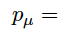 p_μ =